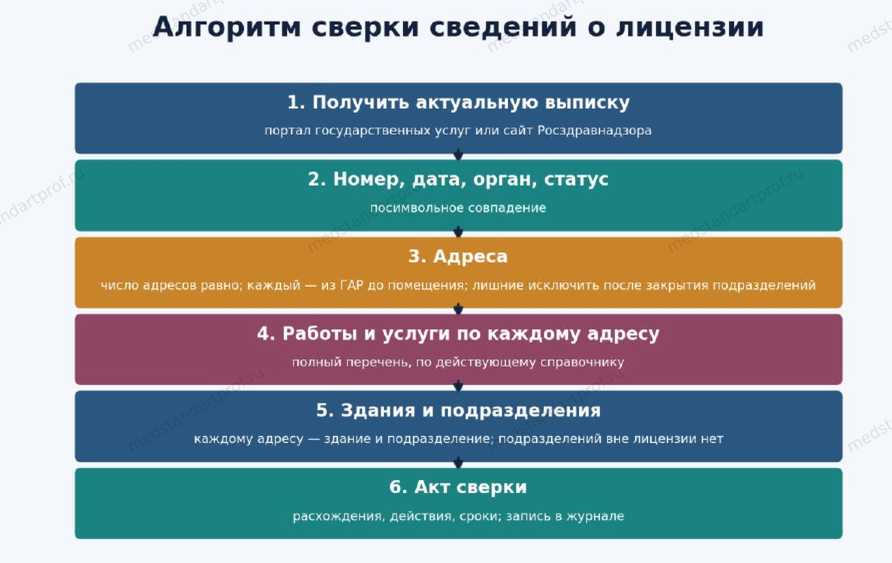 Алгоритм сверки сведений о лицензии
1. Получить актуальную выписку
портал государственных услуг или сайт Росздравнадзора
2. Номер, дата, орган, статус
посимвольное совпадение
3. Адреса
число адресов равно; каждый — из ГАР до помещения; лишние исключить после закрытия подразделений
4. Работы и услуги по каждому адресу
полный перечень, по действующему справочнику
5. Здания и подразделения
каждому адресу — здание и подразделение; подразделений вне лицензии нет
6. Акт сверки
расхождения, действия, сроки; запись в журнале
medstandartprof.ru